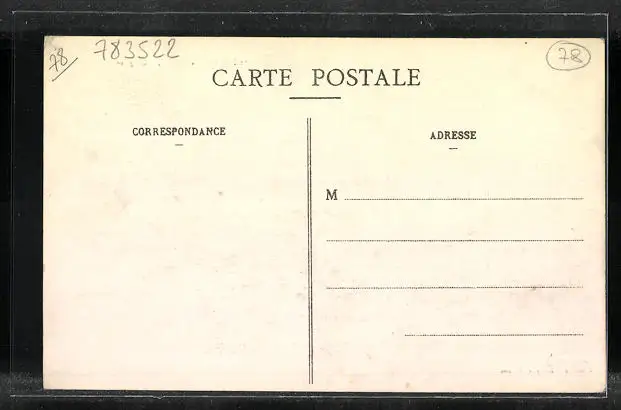 78
783522
78
CARTE POSTALE
CORRESPONDANCE
ADRESSE
M